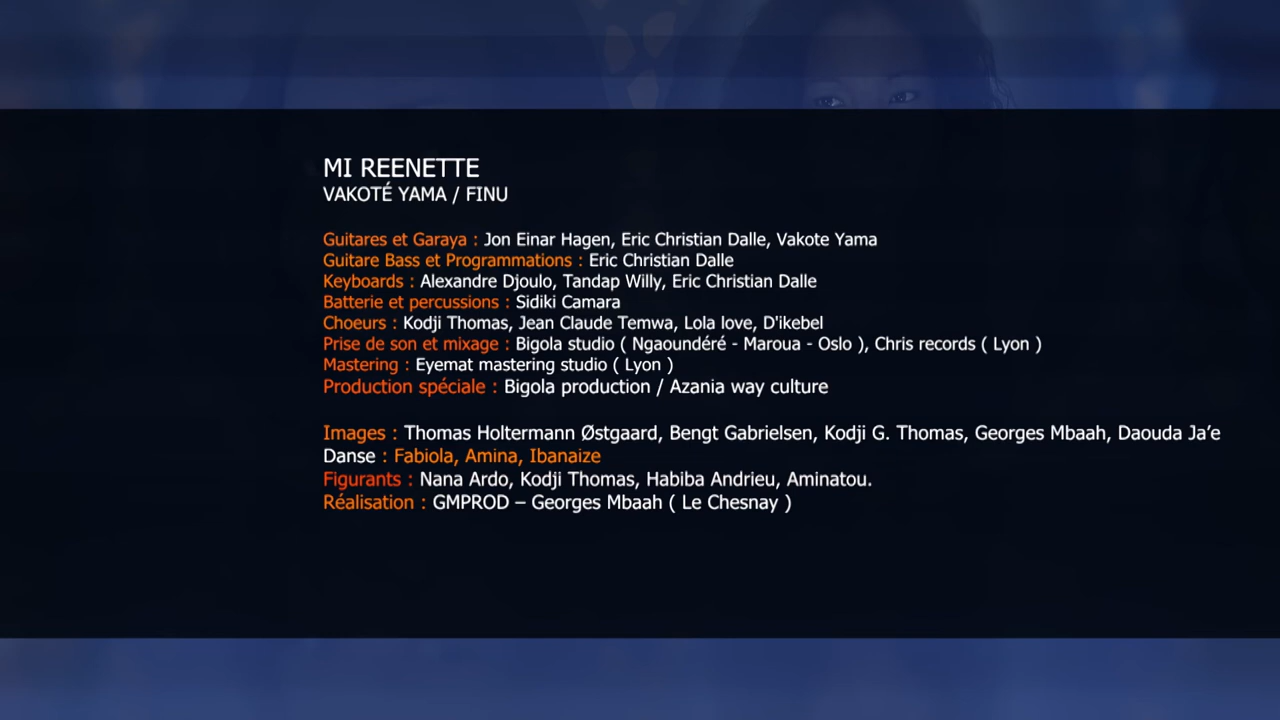 MI REENETTE
VAKOTÉ YAMA / FINU
Guitares et Garaya : Jon Einar Hagen, Eric Christian Dalle, Vakote Yama
Guitare Bass et Programmations : Eric Christian Dalle
Keyboards : Alexandre Djoulo, Tandap Willy, Eric Christian Dalle
Batterie et percussions : Sidiki Camara
Choeurs : Kodji Thomas, Jean Claude Temwa, Lola love, D'ikebel
Prise de son et mixage : Bigola studio ( Ngaoundéré - Maroua - Oslo ), Chris records ( Lyon )
Mastering : Eyemat mastering studio ( Lyon )
Production spéciale : Bigola production / Azania way culture
Images : Thomas Holtermann Østgaard, Bengt Gabrielsen, Kodji G. Thomas, Georges Mbaah, Daouda Ja’e
Danse : Fabiola, Amina, Ibanaize
Figurants : Nana Ardo, Kodji Thomas, Habiba Andrieu, Aminatou.
Réalisation : GMPROD – Georges Mbaah ( Le Chesnay )